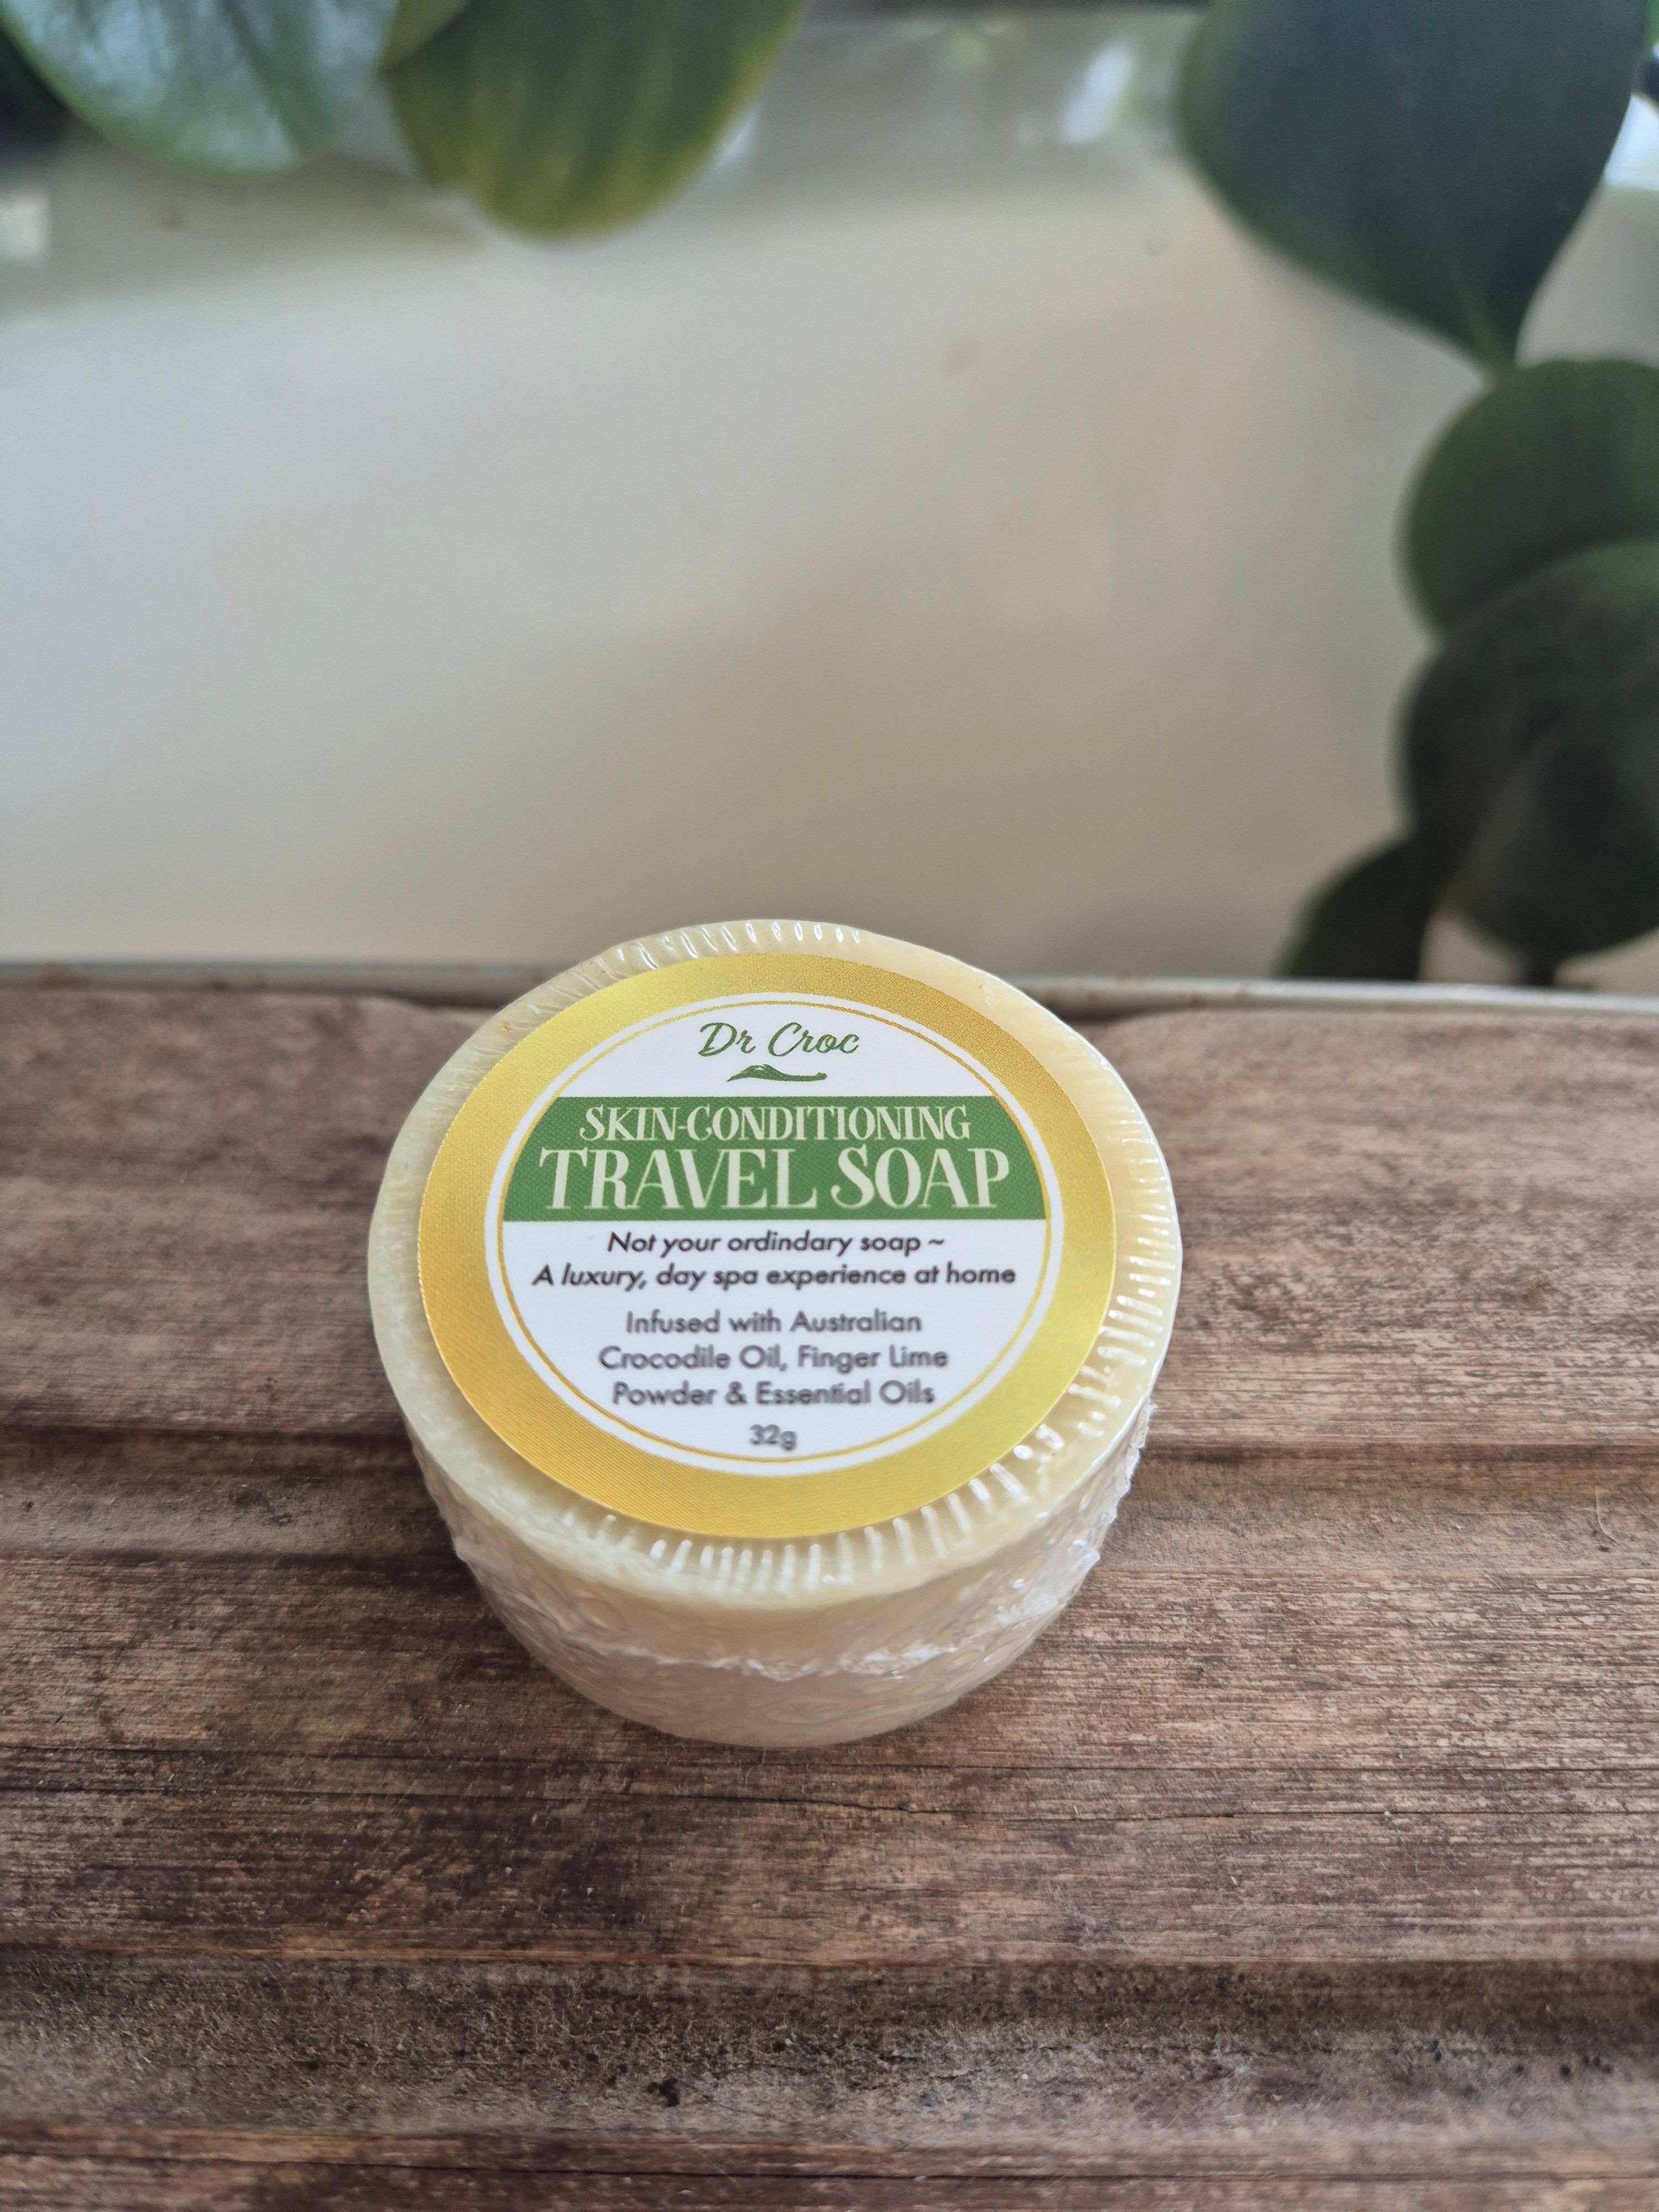 Dr Croc
SKIN-CONDITIONING
TRAVEL SOAP
Not your ordindary soap ~
A luxury, day spa experience at home
Infused with Australian
Crocodile Oil, Finger Lime
Powder & Essential Oils
32g